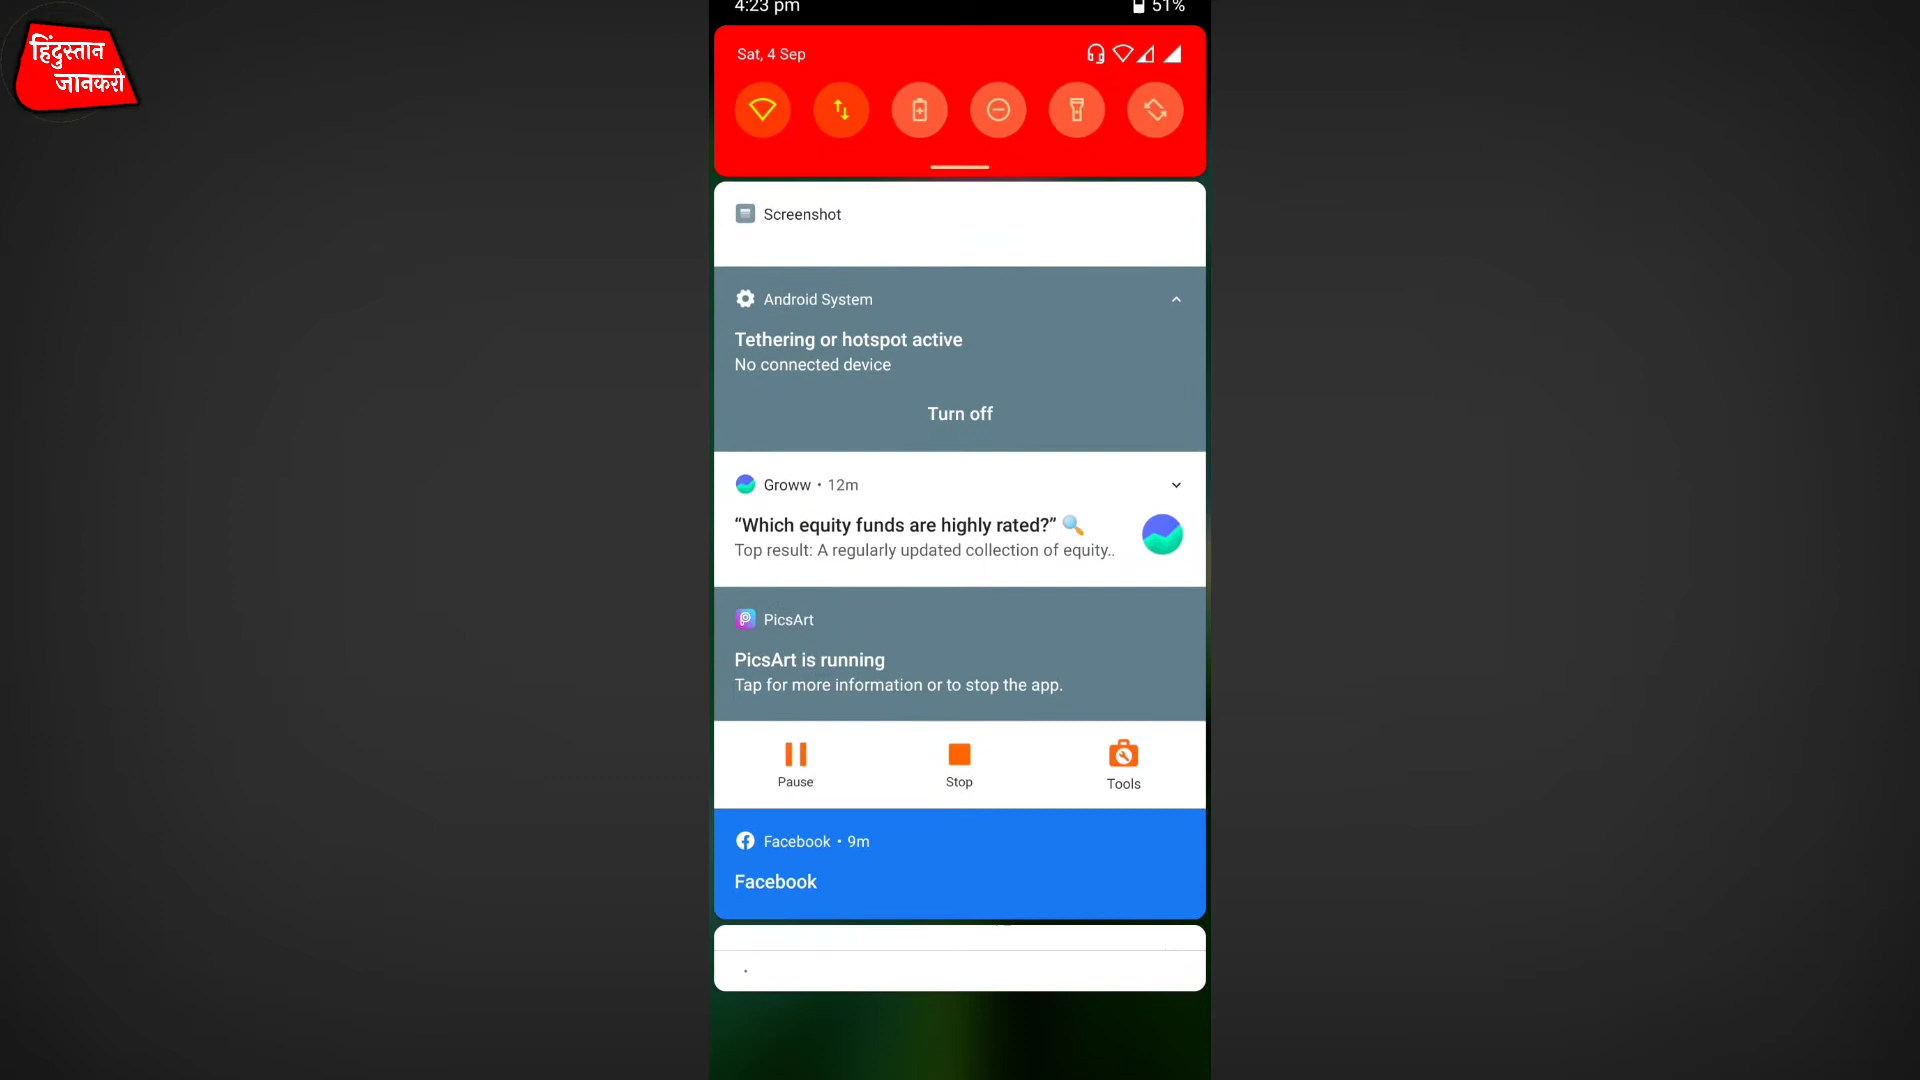 हिंदुस्तान
जानकरी
4:23 pm
51%
Sat, 4 Sep
Screenshot
Android System
Tethering or hotspot active
No connected device
Turn off
Groww • 12m
“Which equity funds are highly rated?” 🔍
Top result: A regularly updated collection of equity..
PicsArt
PicsArt is running
Tap for more information or to stop the app.
Pause
Stop
Tools
Facebook • 9m
Facebook